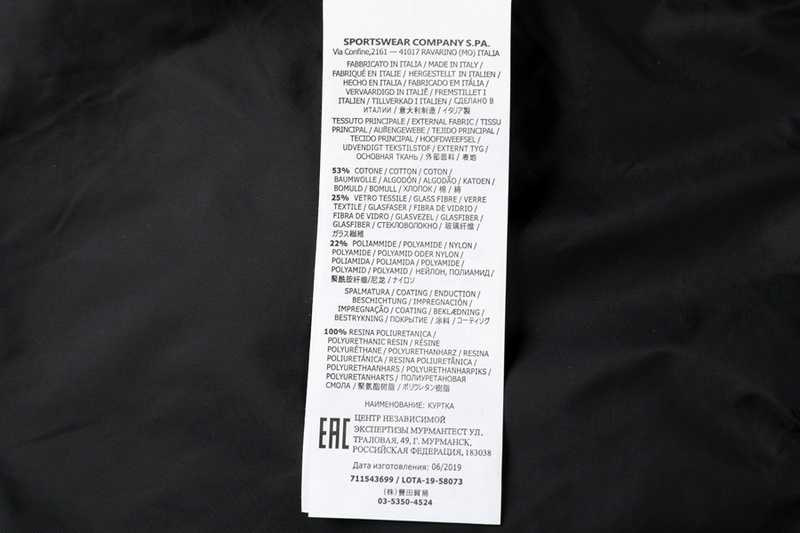 SPORTSWEAR COMPANY S.PA.
Via Confine,2161 — 41017 RAVARINO (MO) ITALIA
FABBRICATO IN ITALIA / MADE IN ITALY /
FABRIQUÉ EN ITALIE / HERGESTELLT IN ITALIEN /
HECHO EN ITALIA / FABRICADO EM ITÁLIA /
VERVAARDIGD IN ITALIË / FREMSTILLET I
ITALIEN / TILLVERKAD I ITALIEN / СДЕЛАНО В
ИТАЛИИ / 意大利制造 / イタリア製
TESSUTO PRINCIPALE / EXTERNAL FABRIC / TISSU
PRINCIPAL / AUßENGEWEBE / TEJIDO PRINCIPAL /
TECIDO PRINCIPAL / HOOFDWEEFSEL /
UDVENDIGT TEKSTILSTOF / EXTERNT TYG /
ОСНОВНАЯ ТКАНЬ / 外部面料 / 表地
53% COTONE / COTTON / COTON /
BAUMWOLLE / ALGODÓN / ALGODÃO / KATOEN /
BOMULD / BOMULL / ХЛОПОК / 棉 / 綿
25% VETRO TESSILE / GLASS FIBRE / VERRE
TEXTILE / GLASFASER / FIBRA DE VIDRIO /
FIBRA DE VIDRO / GLASVEZEL / GLASFIBER /
GLASFIBER / СТЕКЛОВОЛОКНО / 玻璃纤维 /
ガラス繊維
22% POLIAMMIDE / POLYAMIDE / NYLON /
POLYAMIDE / POLYAMID ODER NYLON /
POLIAMIDA / POLIAMIDA / POLYAMIDE /
POLYAMID / POLYAMID / НЕЙЛОН, ПОЛИАМИД /
聚酰胺纤维/尼龙 / ナイロン
SPALMATURA / COATING / ENDUCTION /
BESCHICHTUNG / IMPREGNACIÓN /
IMPREGNAÇÃO / COATING / BEKLÆDNING /
BESTRYKNING / ПОКРЫТИЕ / 涂料 / コーティング
100% RESINA POLIURETANICA /
POLYURETHANIC RESIN / RÉSINE
POLYURÉTHANE / POLYURETHANHARZ / RESINA
POLIURETÁNICA / RESINA POLIURETÂNICA /
POLYURETHAANHARS / POLYURETHANHARPIKS /
POLYURETANHARTS / ПОЛИУРЕТАНОВАЯ
СМОЛА / 聚氨酯树脂 / ポリウレタン樹脂
НАИМЕНОВАНИЕ: КУРТКА
EAC ЦЕНТР НЕЗАВИСИМОЙ
ЭКСПЕРТИЗЫ МУРМАНТЕСТ УЛ.
ТРАЛОВАЯ, 49, Г. МУРМАНСК,
РОССИЙСКАЯ ФЕДЕРАЦИЯ, 183038
Дата изготовления: 06/2019
711543699 / LOTA-19-58073
(株)豊田貿易
03-5350-4524